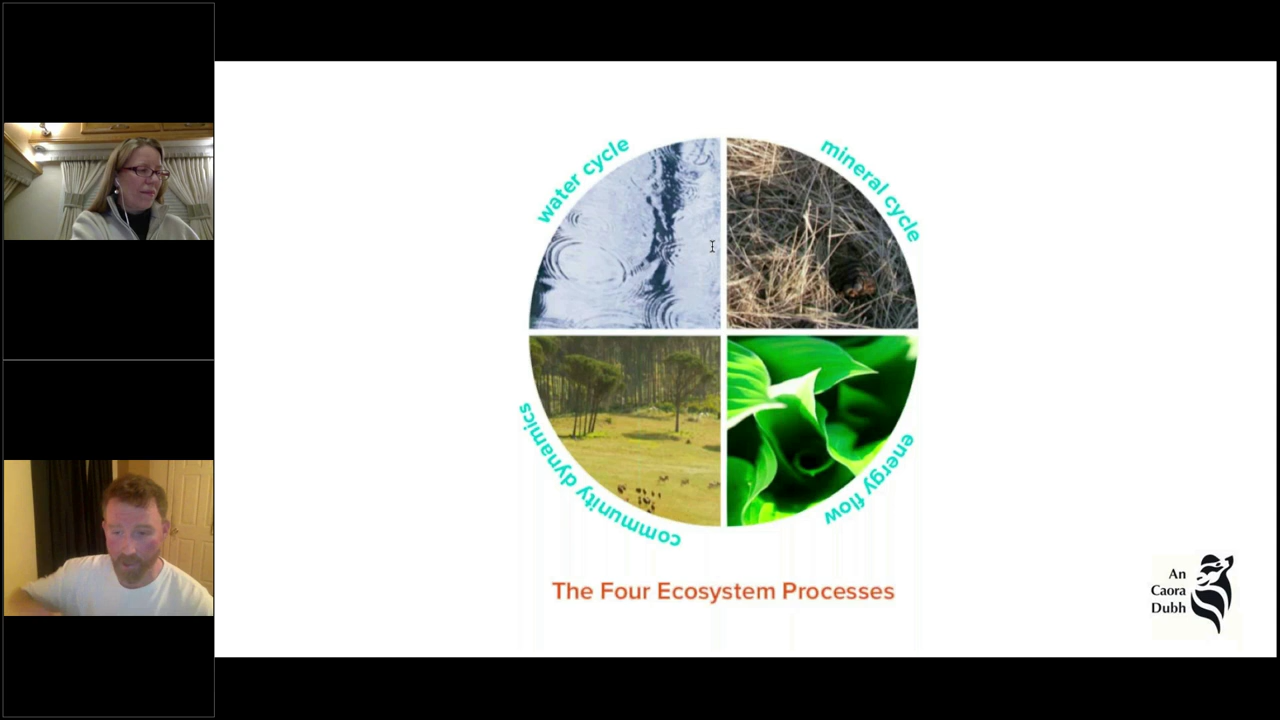 water cycle
mineral cycle
community dynamics
energy flow
The Four Ecosystem Processes
An
Caora
Dubh